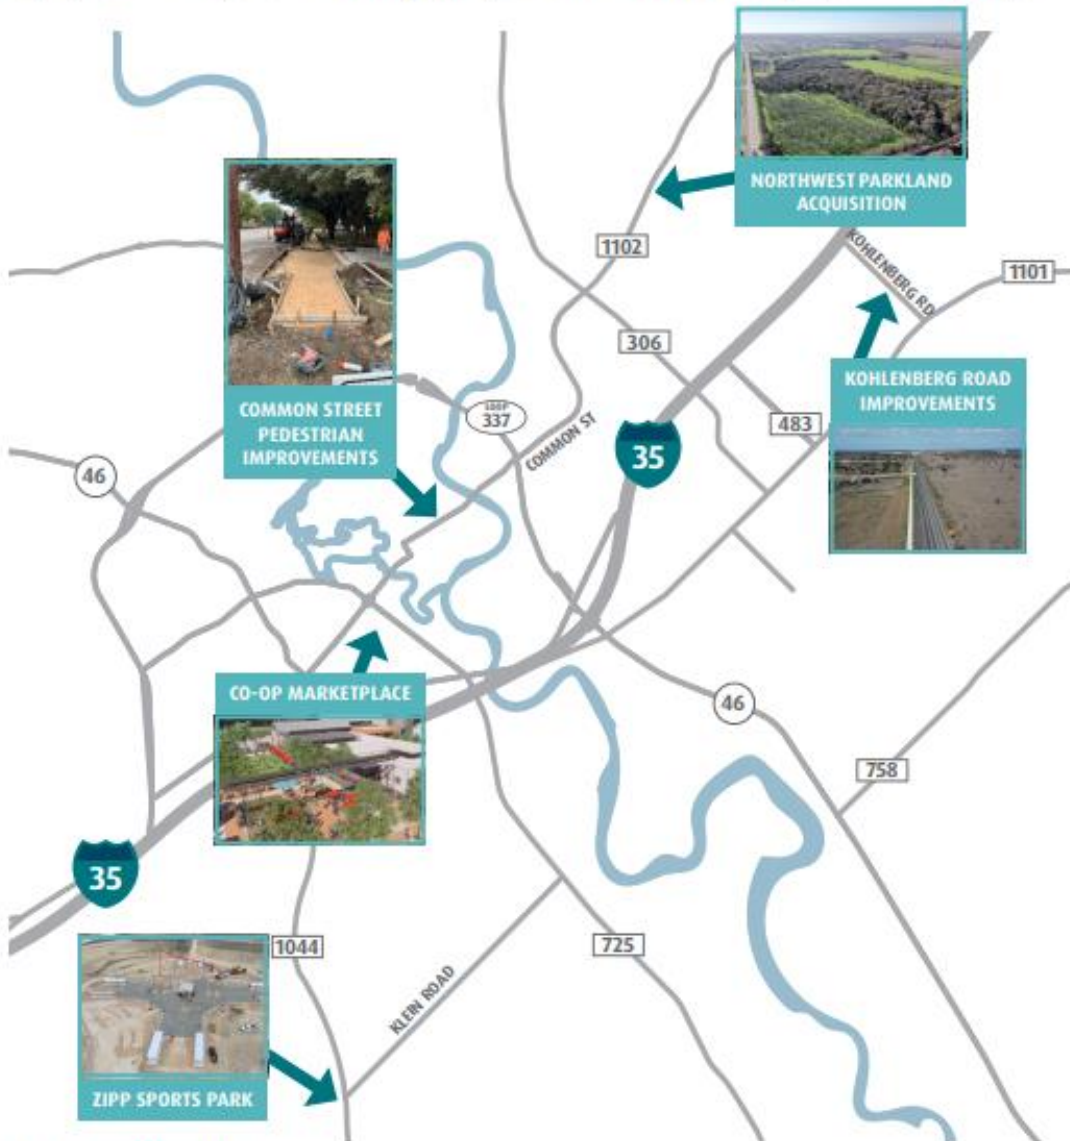 NORTHWEST PARKLAND
ACQUISITION
1102
KOHLENBERG RD
1101
306
KOHLENBERG ROAD
IMPROVEMENTS
COMMON STREET
PEDESTRIAN
IMPROVEMENTS
LOOP
337
COMMON ST
483
35
46
CO-OP MARKETPLACE
46
758
35
1044
725
KLEIN ROAD
ZIPP SPORTS PARK